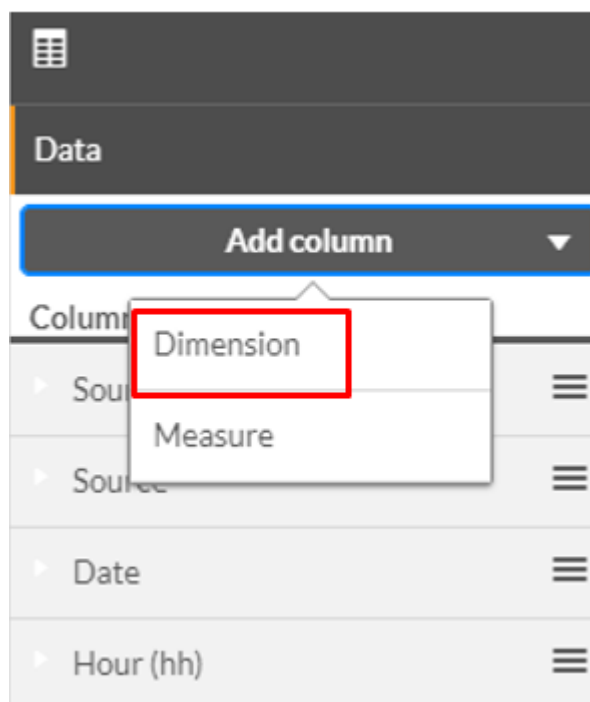 Data
Add column
Dimension
Measure
Date
Hour (hh)